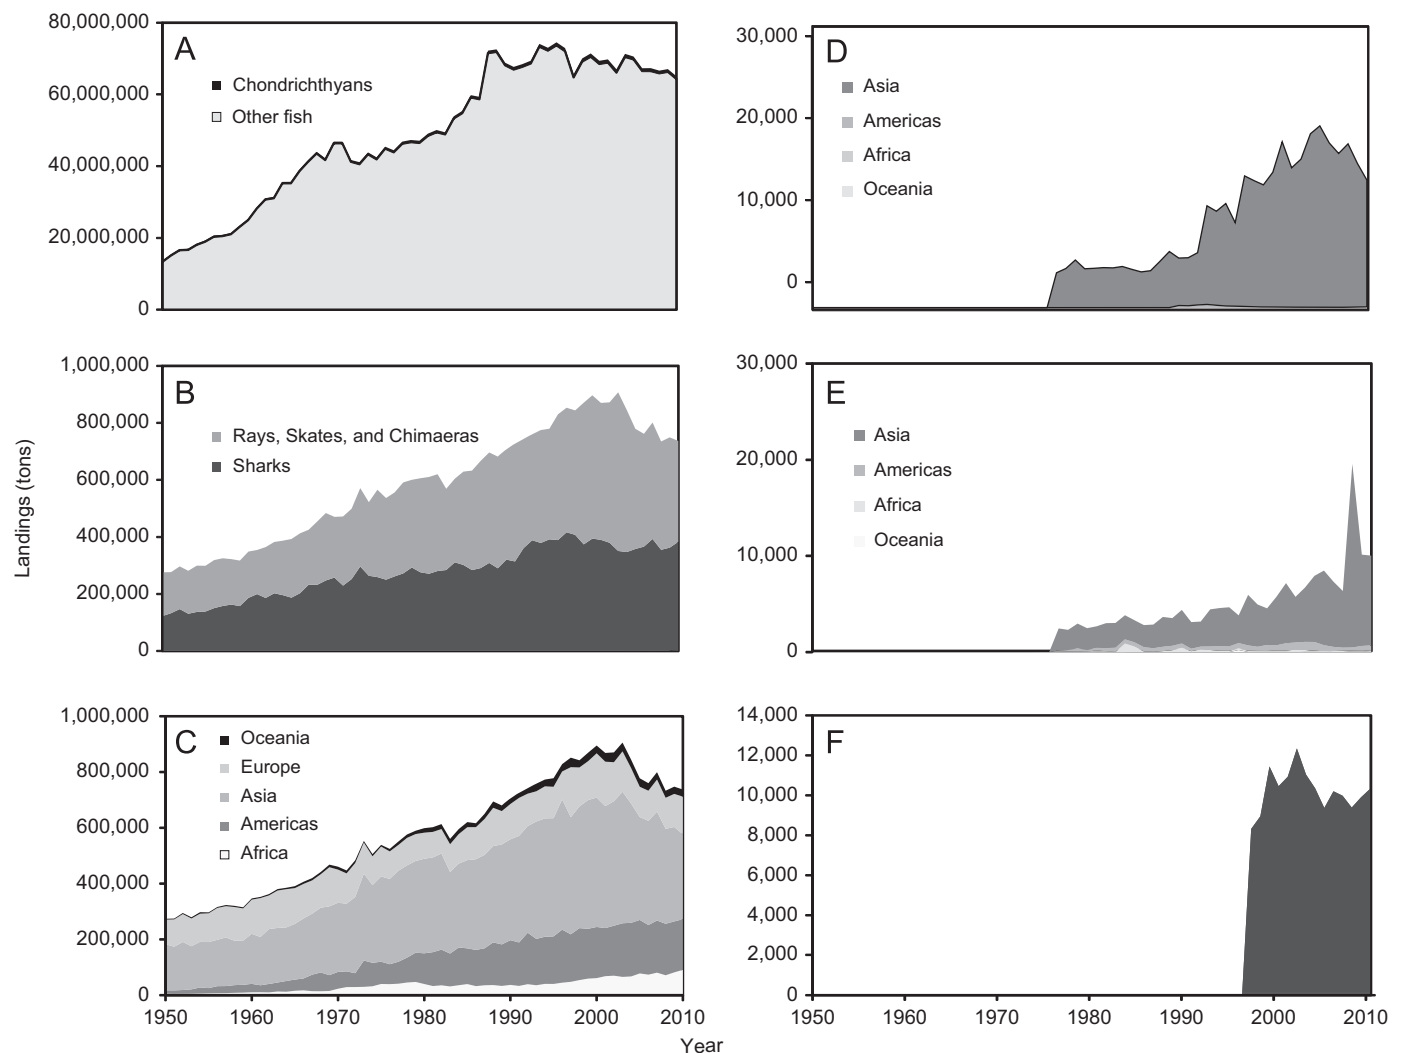 80,000,000
60,000,000
40,000,000
20,000,000
0
A
Chondrichthyans
Other fish
1,000,000
800,000
600,000
400,000
200,000
0
B
Rays, Skates, and Chimaeras
Sharks
Landings (tons)
1,000,000
800,000
600,000
400,000
200,000
0
C
Oceania
Europe
Asia
Americas
Africa
1950 1960 1970 1980 1990 2000 2010
30,000
20,000
10,000
0
D
Asia
Americas
Africa
Oceania
30,000
20,000
10,000
0
E
Asia
Americas
Africa
Oceania
14,000
12,000
10,000
8,000
6,000
4,000
2,000
0
F
1950 1960 1970 1980 1990 2000 2010
Year